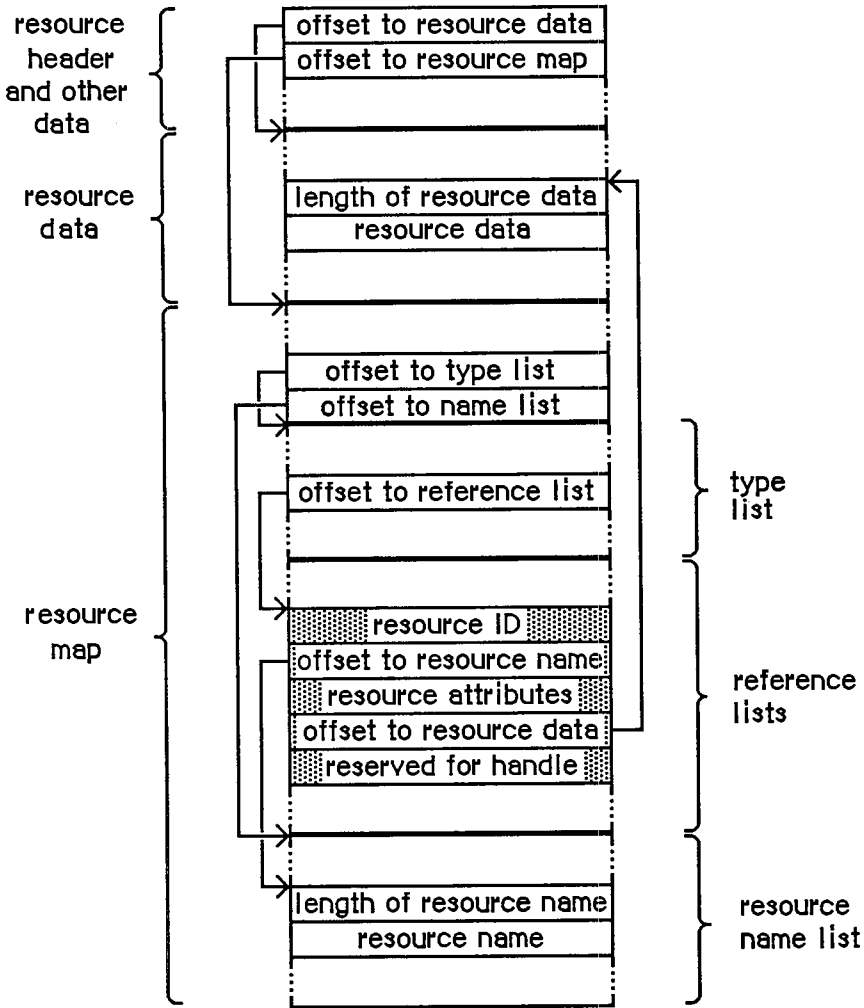 resource
header
and other
data
offset to resource data
offset to resource map
resource
data
length of resource data
resource data
resource
map
offset to type list
offset to name list
offset to reference list
type
list
resource ID
offset to resource name
resource attributes
offset to resource data
reserved for handle
reference
lists
length of resource name
resource name
resource
name list